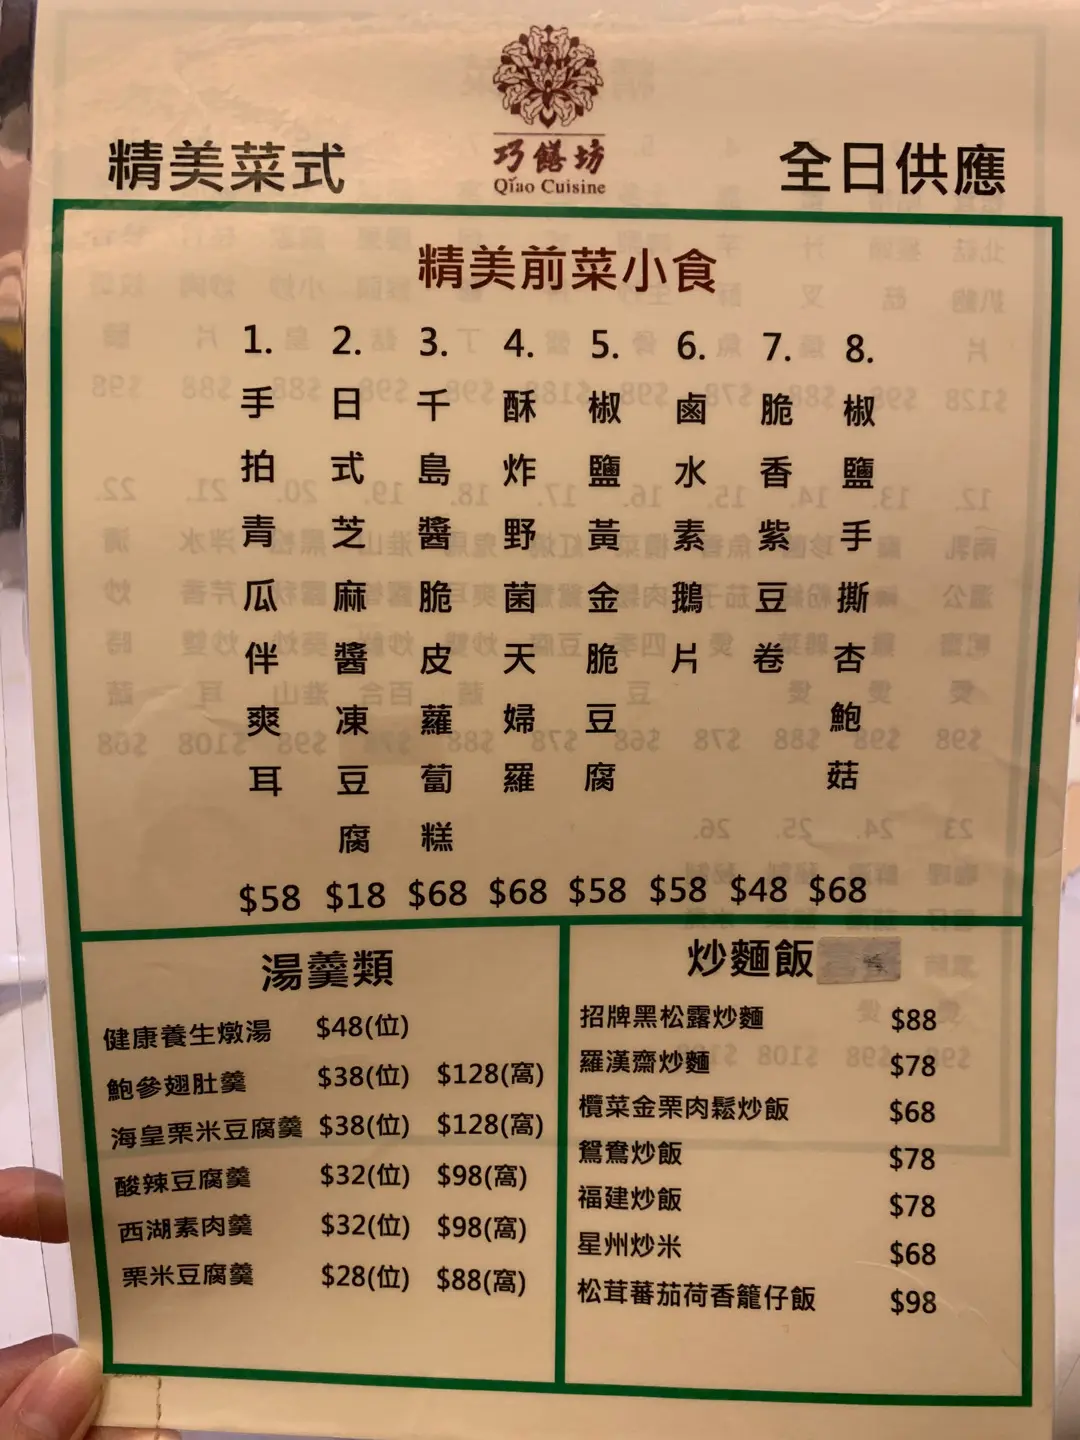 巧饍坊
Qiao Cuisine
精美菜式
全日供應
精美前菜小食
1. 手拍青瓜伴爽耳 $58
2. 日式芝麻醬凍豆腐 $18
3. 千島醬脆皮蘿蔔糕 $68
4. 酥炸野菌天婦羅 $68
5. 椒鹽黃金脆豆腐 $58
6. 鹵水素鵝片 $58
7. 脆香紫豆卷 $48
8. 椒鹽手撕杏鮑菇 $68
湯羹類
健康養生燉湯 $48(位)
鮑參翅肚羹 $38(位) $128(窩)
海皇栗米豆腐羹 $38(位) $128(窩)
酸辣豆腐羹 $32(位) $98(窩)
西湖素肉羹 $32(位) $98(窩)
栗米豆腐羹 $28(位) $88(窩)
炒麵飯
招牌黑松露炒麵 $88
羅漢齋炒麵 $78
欖菜金栗肉鬆炒飯 $68
鴛鴦炒飯 $78
福建炒飯 $78
星州炒米 $68
松茸蕃茄荷香籠仔飯 $98